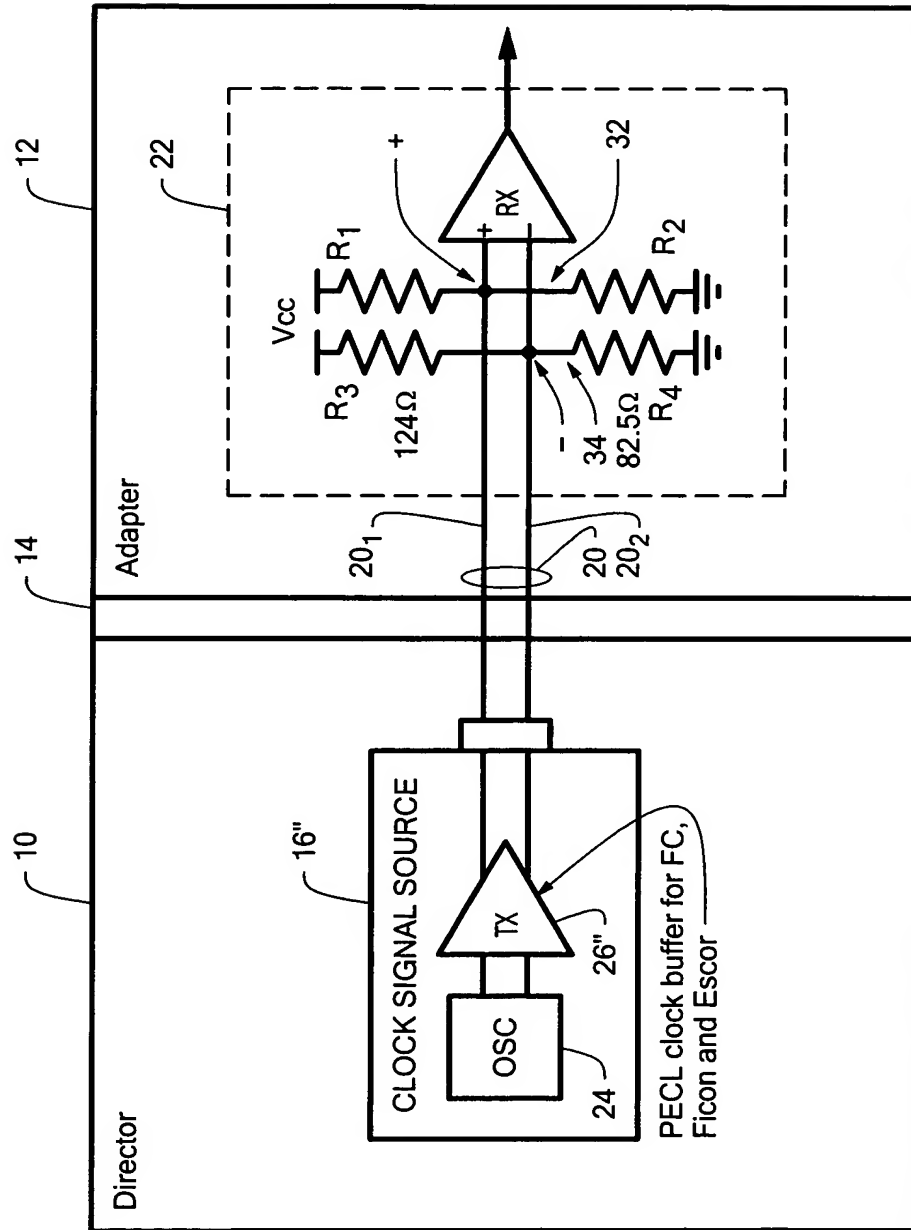 10
14
12
Director
Adapter
16"
22
CLOCK SIGNAL SOURCE
OSC
TX
24
26"
PECL clock buffer for FC,
Ficon and Escor
20₁
20
20₂
Vcc
R₃
R₁
124Ω
+
-
34
82.5Ω
R₄
32
R₂
RX
+
-